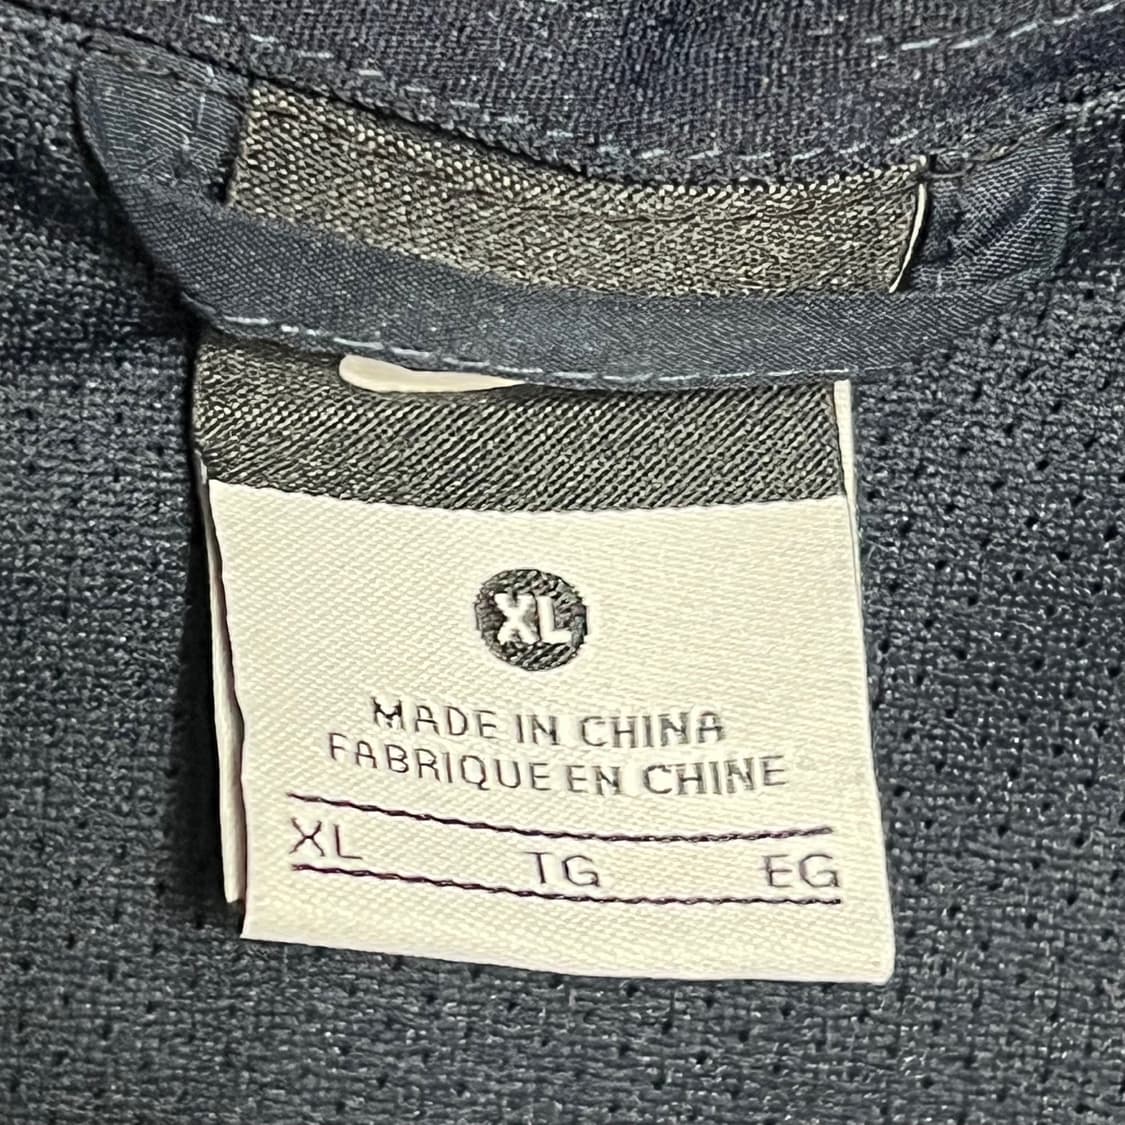 XL
MADE IN CHINA
FABRIQUE EN CHINE
XL TG EG